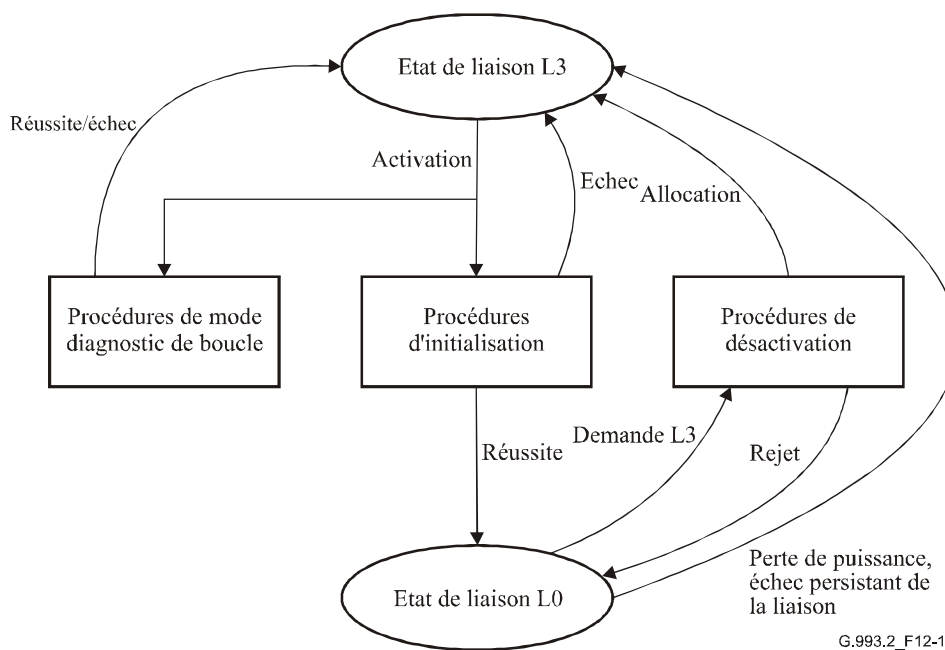 Etat de liaison L3
Réussite/échec
Activation
Echec
Allocation
Procédures de mode
diagnostic de boucle
Procédures
d'initialisation
Procédures de
désactivation
Réussite
Demande L3
Rejet
Etat de liaison L0
Perte de puissance,
échec persistant de
la liaison
G.993.2_F12-1